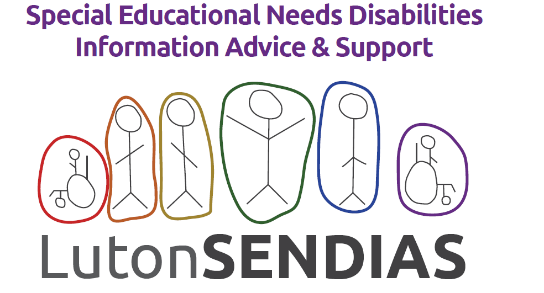 Special Educational Needs Disabilities
Information Advice & Support
LutonSENDIAS